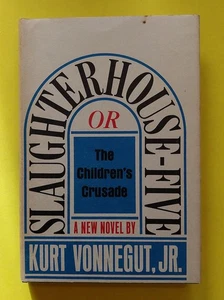 SLAUGHTERHOUSE-FIVE
OR
The
Children's
Crusade
A NEW NOVEL BY
KURT VONNEGUT, JR.